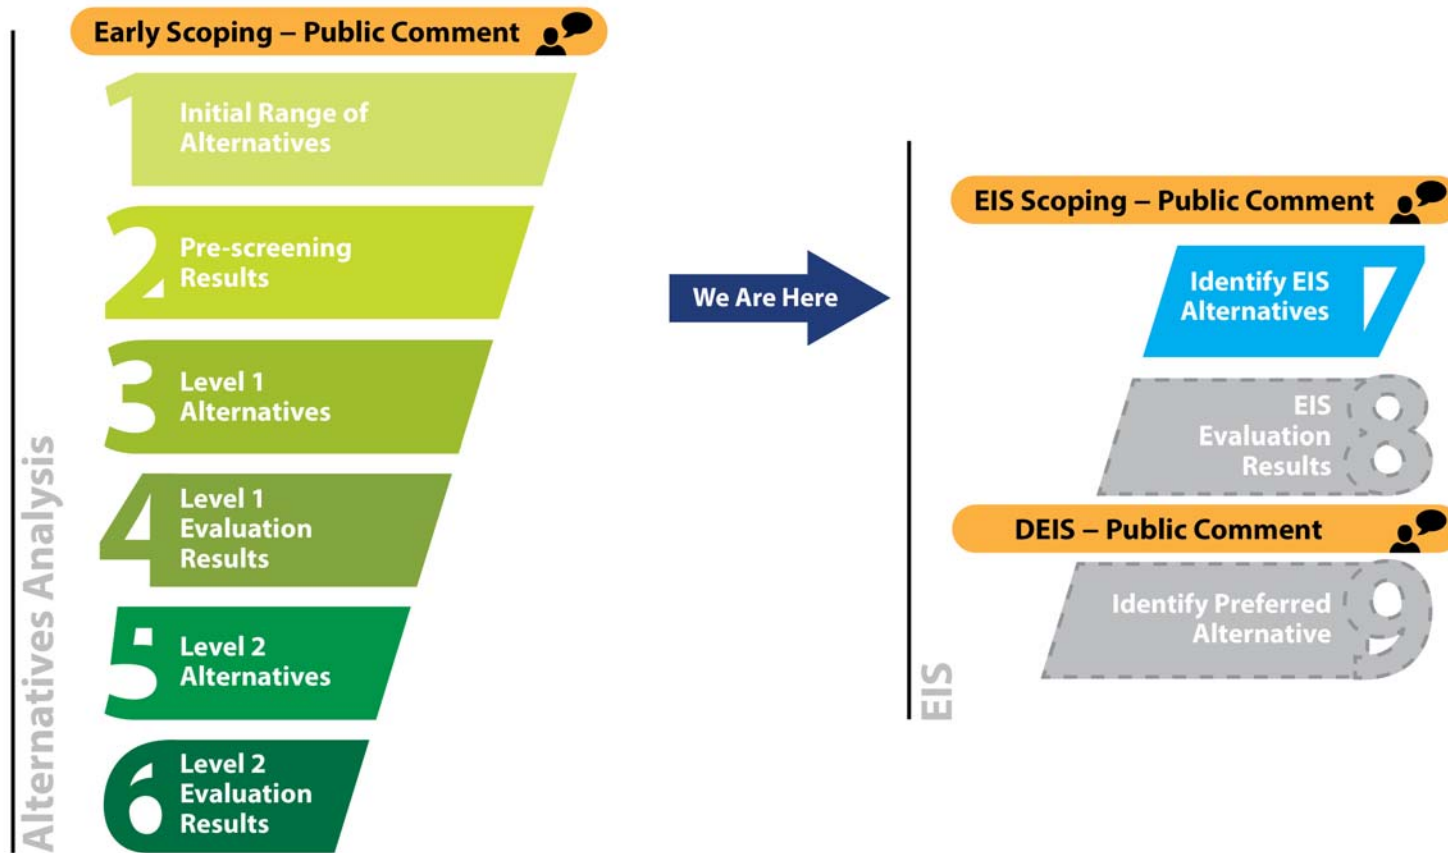 Early Scoping – Public Comment
1
Initial Range of
Alternatives
2
Pre-screening
Results
3
Level 1
Alternatives
4
Level 1
Evaluation
Results
5
Level 2
Alternatives
6
Level 2
Evaluation
Results
Alternatives Analysis
We Are Here
EIS Scoping – Public Comment
Identify EIS
Alternatives
7
EIS
Evaluation
Results
8
DEIS – Public Comment
Identify Preferred
Alternative
9
EIS